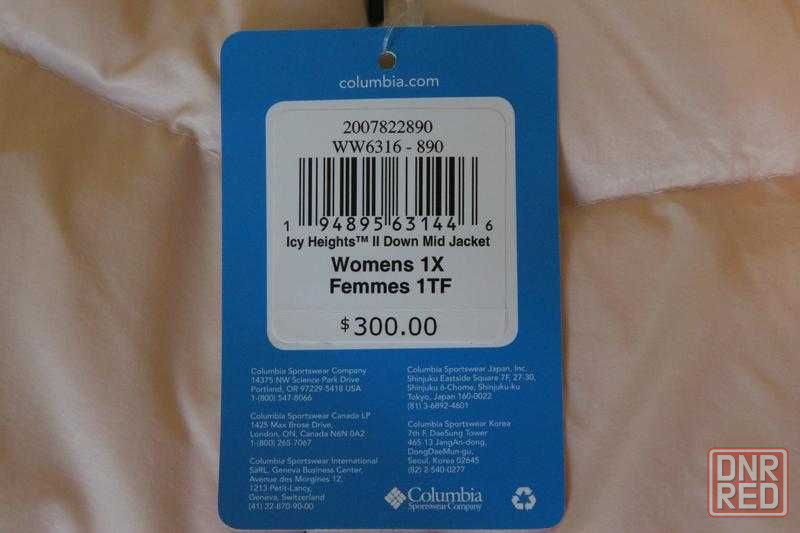 columbia.com
2007822890
WW6316 - 890
1 94895 63144 6
Icy Heights™ II Down Mid Jacket
Womens 1X
Femmes 1TF
$300.00
Columbia Sportswear Company
14375 NW Science Park Drive
Portland, OR 97229-5418 USA
1-(800) 547-8066
Columbia Sportswear Canada LP
1425 Max Brose Drive,
London, ON, Canada N6N 0A2
1-(800) 265 7067
Columbia Sportswear International
SaRL, Geneva Business Center,
Avenue des Morgines 12,
1213 Petit-Lancy,
Geneva, Switzerland
(41) 22-870-90-00
Columbia Sportswear Japan, Inc.
Shinjuku Eastside Square 7F, 27-30,
Shinjuku 6-Chome, Shinjuku-ku
Tokyo, Japan 160-0022
(81) 3-6892-4601
Columbia Sportswear Korea
7th F, DaeSung Tower
465-13 JangAn-dong,
DongDaeMun-gu,
Seoul, Korea 02645
(82) 2-540-0277
Columbia
Sportswear Company
DNR
RED